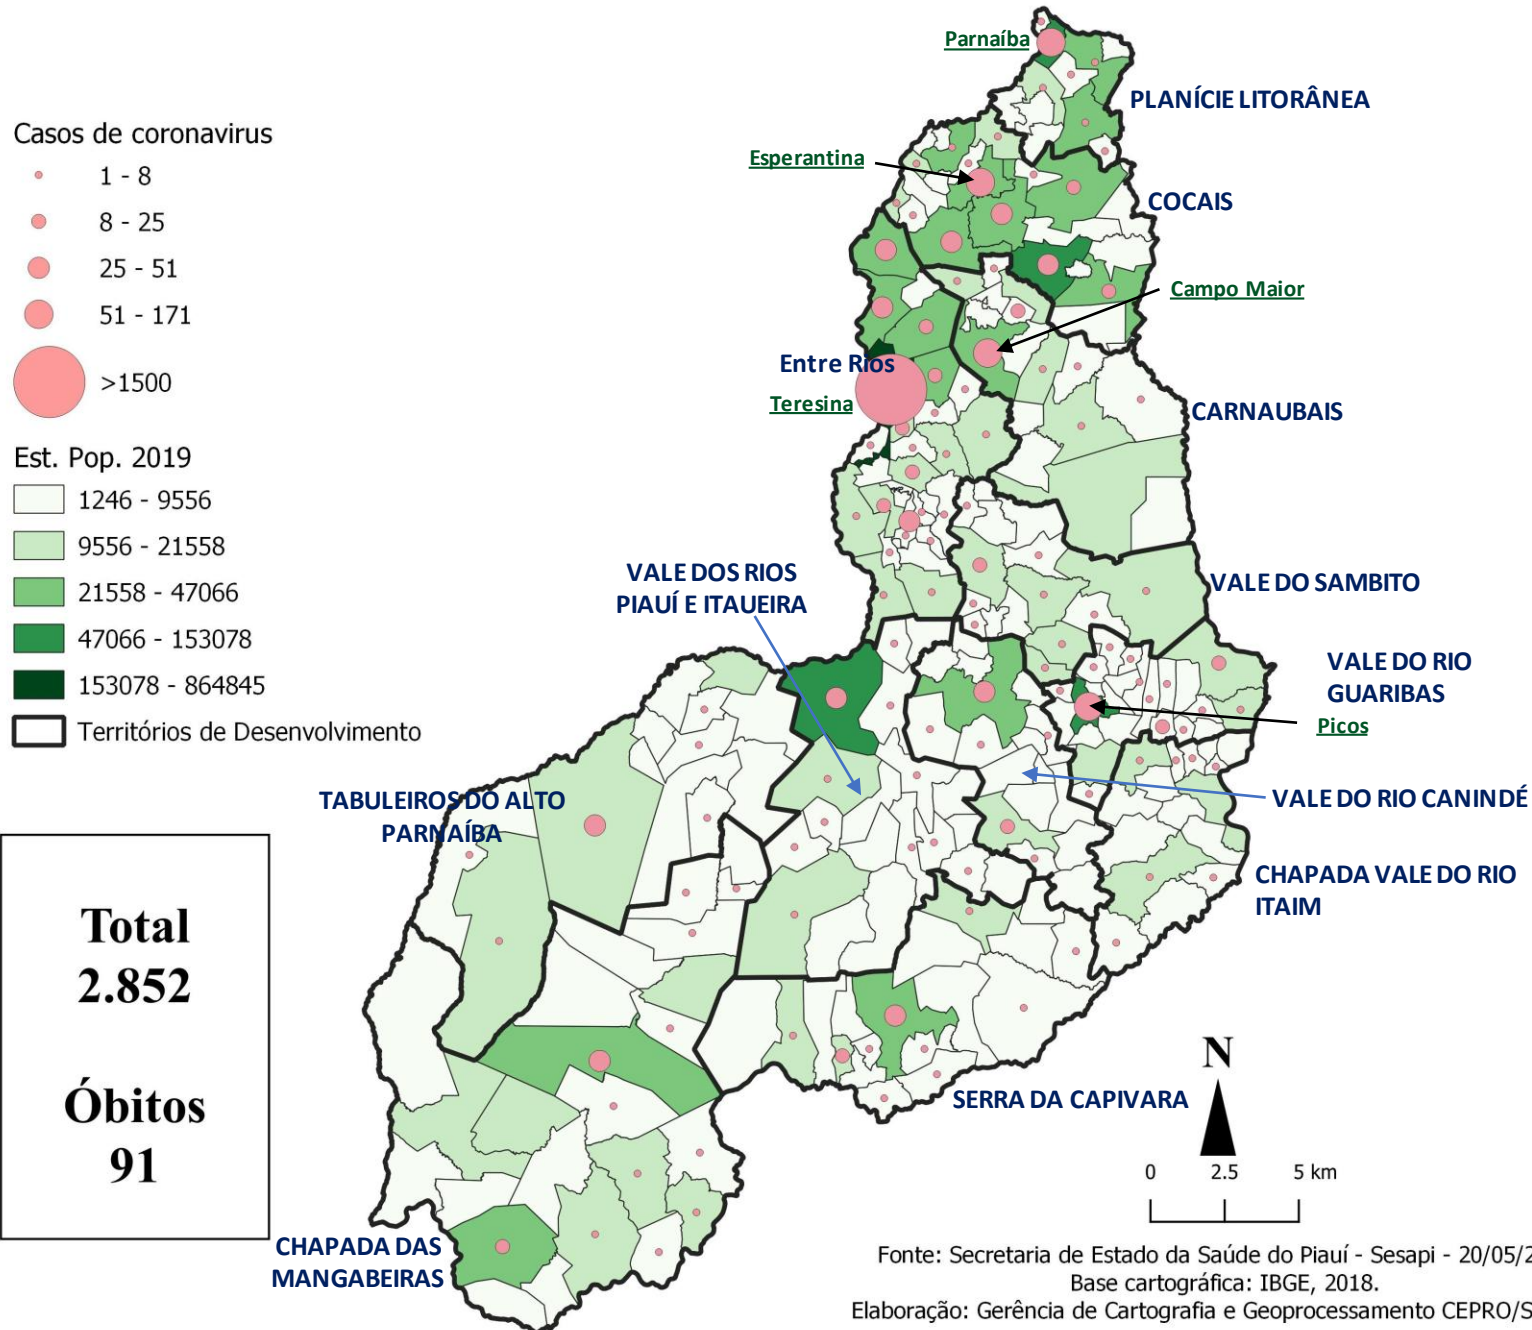 Parnaíba
PLANÍCIE LITORÂNEA
Casos de coronavirus
1 - 8
8 - 25
25 - 51
51 - 171
>1500
Est. Pop. 2019
1246 - 9556
9556 - 21558
21558 - 47066
47066 - 153078
153078 - 864845
Territórios de Desenvolvimento
Esperantina
COCAIS
Campo Maior
Entre Rios
Teresina
CARNAUBAIS
VALE DOS RIOS
PIAUÍ E ITAUEIRA
VALE DO SAMBITO
VALE DO RIO
GUARIBAS
Picos
TABULEIROS DO ALTO
PARNAÍBA
VALE DO RIO CANINDÉ
CHAPADA VALE DO RIO
ITAIM
Total
2.852
Óbitos
91
SERRA DA CAPIVARA
N
0 2.5 5 km
CHAPADA DAS
MANGABEIRAS
Fonte: Secretaria de Estado da Saúde do Piauí - Sesapi - 20/05/2
Base cartográfica: IBGE, 2018.
Elaboração: Gerência de Cartografia e Geoprocessamento CEPRO/S